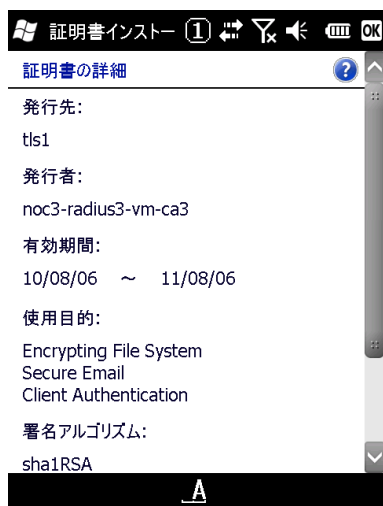 証明書インストー 1 OK
証明書の詳細 ?
発行先:
tls1
発行者:
noc3-radius3-vm-ca3
有効期間:
10/08/06 ~ 11/08/06
使用目的:
Encrypting File System
Secure Email
Client Authentication
署名アルゴリズム:
sha1RSA
A